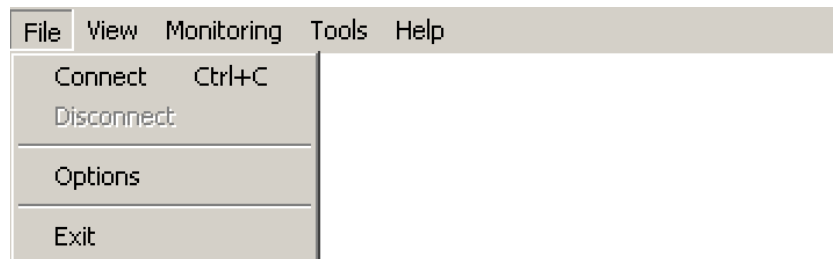 File View Monitoring Tools Help
Connect Ctrl+C
Disconnect
Options
Exit